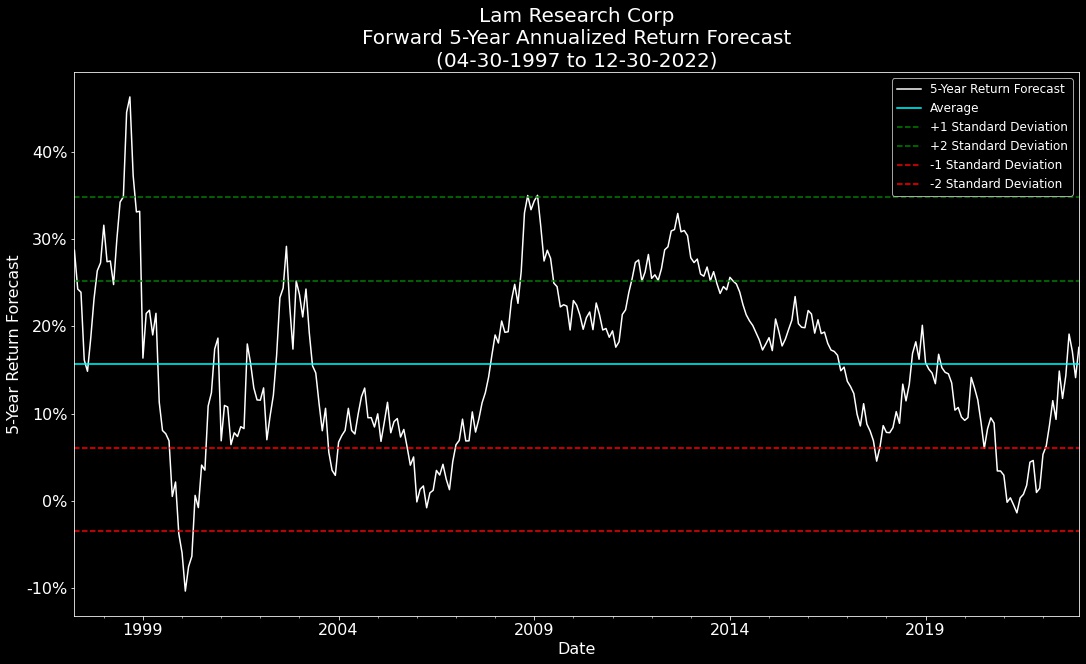 Lam Research Corp
Forward 5-Year Annualized Return Forecast
(04-30-1997 to 12-30-2022)
5-Year Return Forecast
Average
+1 Standard Deviation
+2 Standard Deviation
-1 Standard Deviation
-2 Standard Deviation
5-Year Return Forecast
40%
30%
20%
10%
0%
-10%
1999
2004
2009
2014
2019
Date